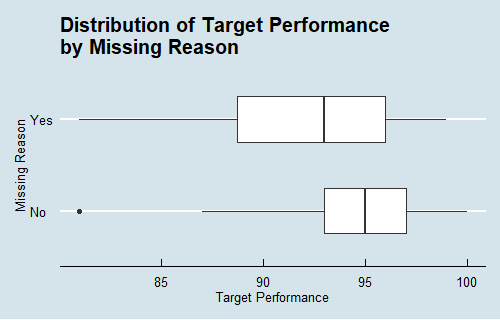 Distribution of Target Performance
by Missing Reason
Missing Reason
Yes
No
85
90
95
100
Target Performance